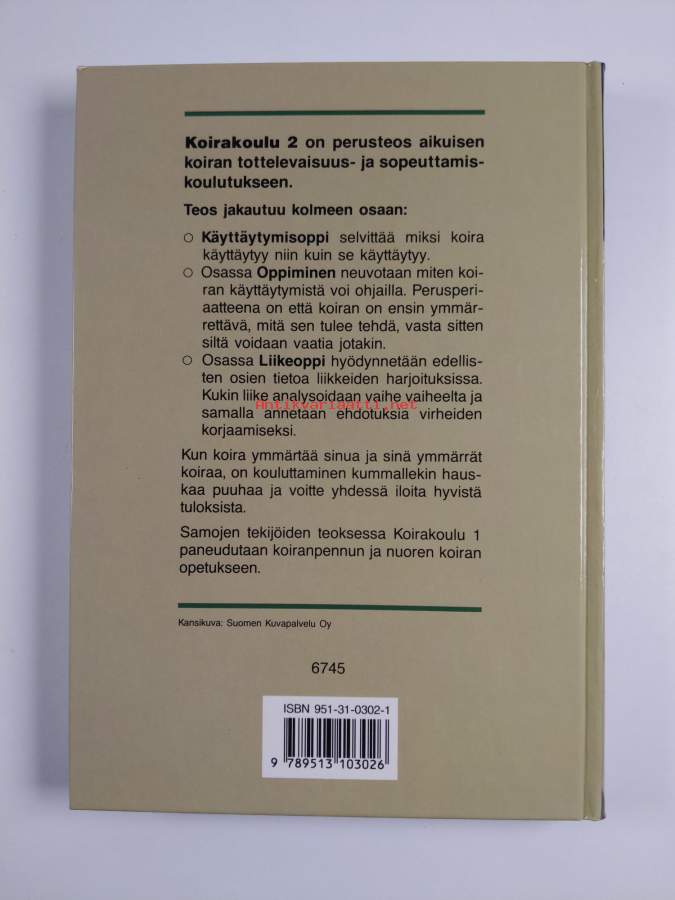 Koirakoulu 2 on perusteos aikuisen
koiran tottelevaisuus- ja sopeuttamis-
koulutukseen.
Teos jakautuu kolmeen osaan:
○ Käyttäytymisoppi selvittää miksi koira
käyttäytyy niin kuin se käyttäytyy.
○ Osassa Oppiminen neuvotaan miten koi-
ran käyttäytymistä voi ohjailla. Perusperi-
aatteena on että koiran on ensin ymmär-
rettävä, mitä sen tulee tehdä, vasta sitten
siltä voidaan vaatia jotakin.
○ Osassa Liikeoppi hyödynnetään edellis-
ten osien tietoa liikkeiden harjoituksissa.
Kukin liike analysoidaan vaihe vaiheelta ja
Antikvariaatti.net
samalla annetaan ehdotuksia virheiden
korjaamiseksi.
Kun koira ymmärtää sinua ja sinä ymmärrät
koiraa, on kouluttaminen kummallekin haus-
kaa puuhaa ja voitte yhdessä iloita hyvistä
tuloksista.
Samojen tekijöiden teoksessa Koirakoulu 1
paneudutaan koiranpennun ja nuoren koiran
opetukseen.
Kansikuva: Suomen Kuvapalvelu Oy
6745
ISBN 951-31-0302-1
9 789513 103026